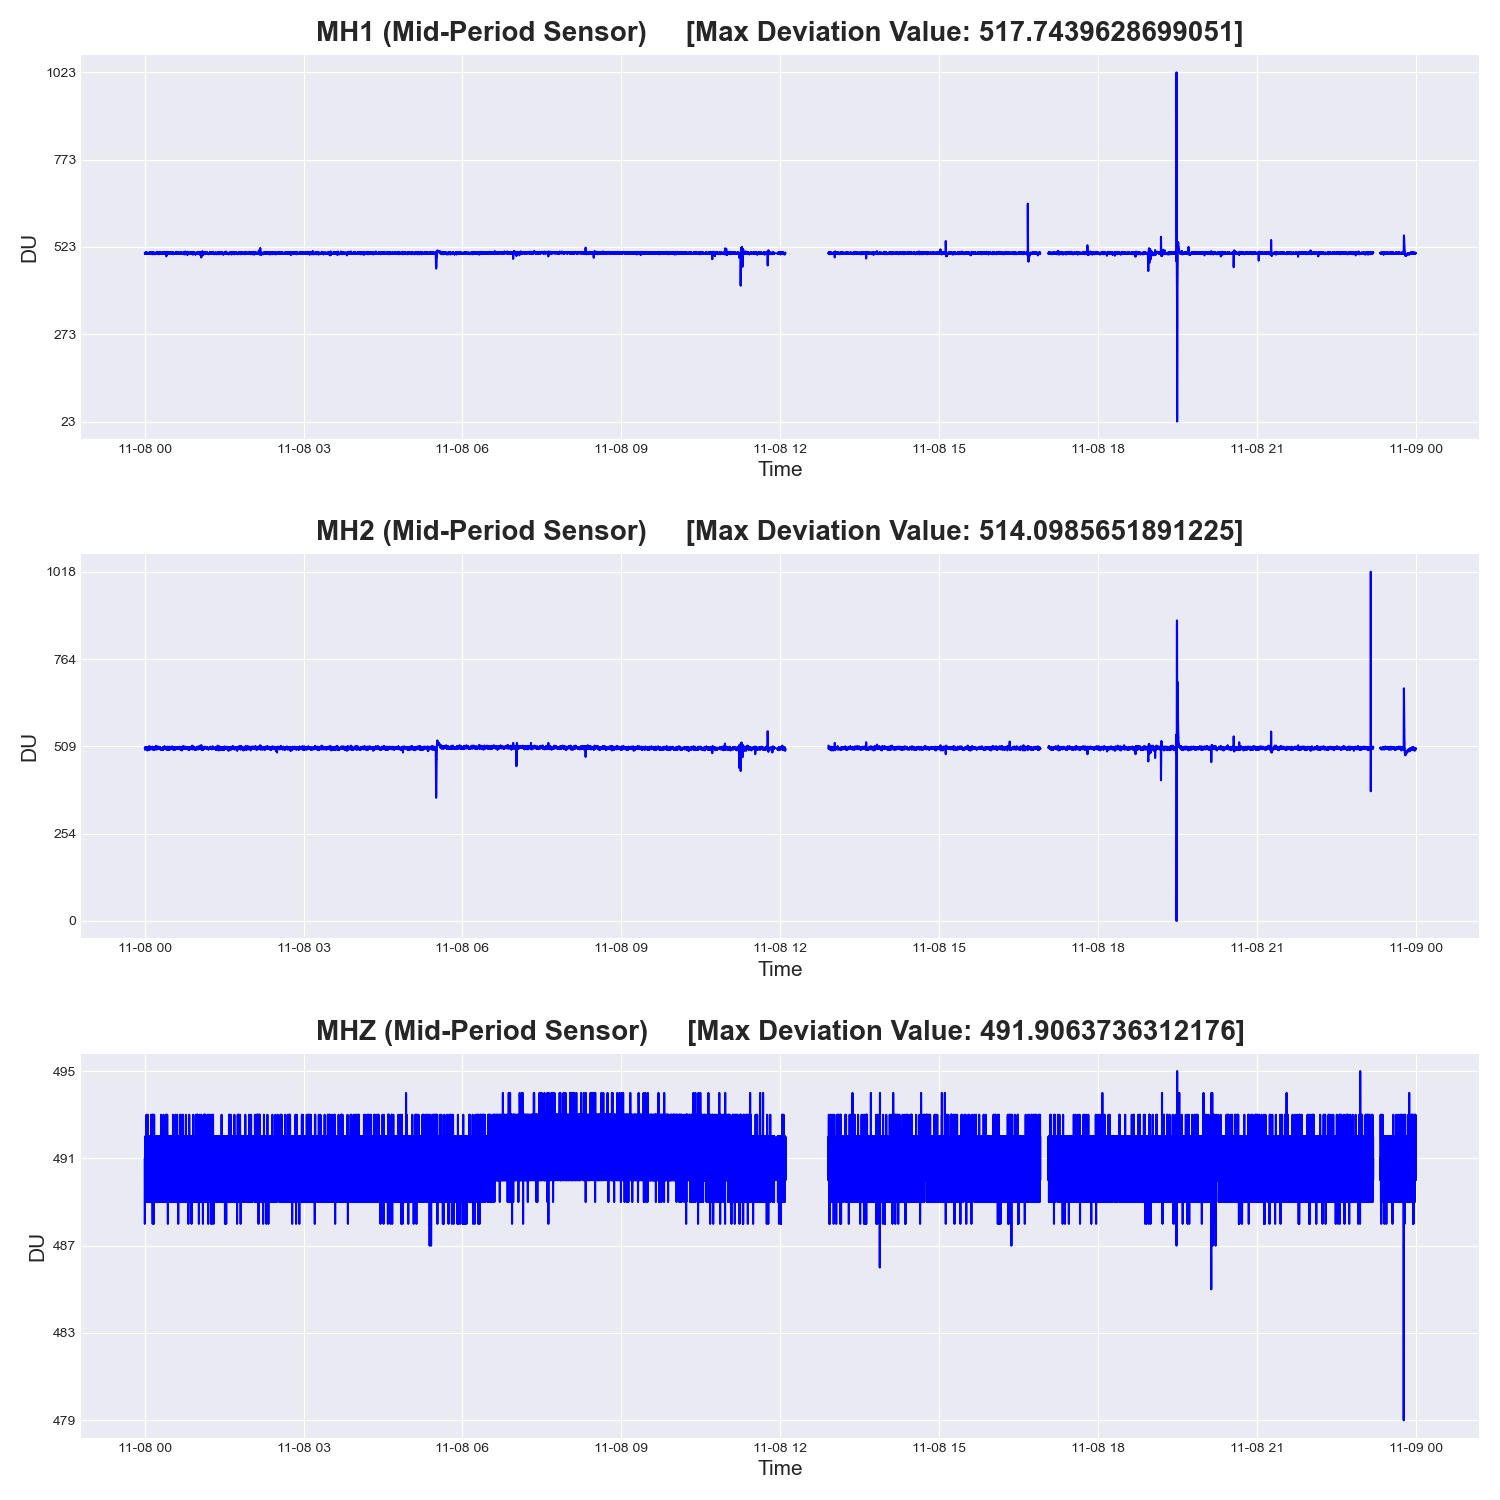 MH1 (Mid-Period Sensor) [Max Deviation Value: 517.7439628699051]
1023
773
523
273
23
DU
11-08 00 11-08 03 11-08 06 11-08 09 11-08 12 11-08 15 11-08 18 11-08 21 11-09 00
Time
MH2 (Mid-Period Sensor) [Max Deviation Value: 514.0985651891225]
1018
764
509
254
0
DU
11-08 00 11-08 03 11-08 06 11-08 09 11-08 12 11-08 15 11-08 18 11-08 21 11-09 00
Time
MHZ (Mid-Period Sensor) [Max Deviation Value: 491.9063736312176]
495
491
487
483
479
DU
11-08 00 11-08 03 11-08 06 11-08 09 11-08 12 11-08 15 11-08 18 11-08 21 11-09 00
Time